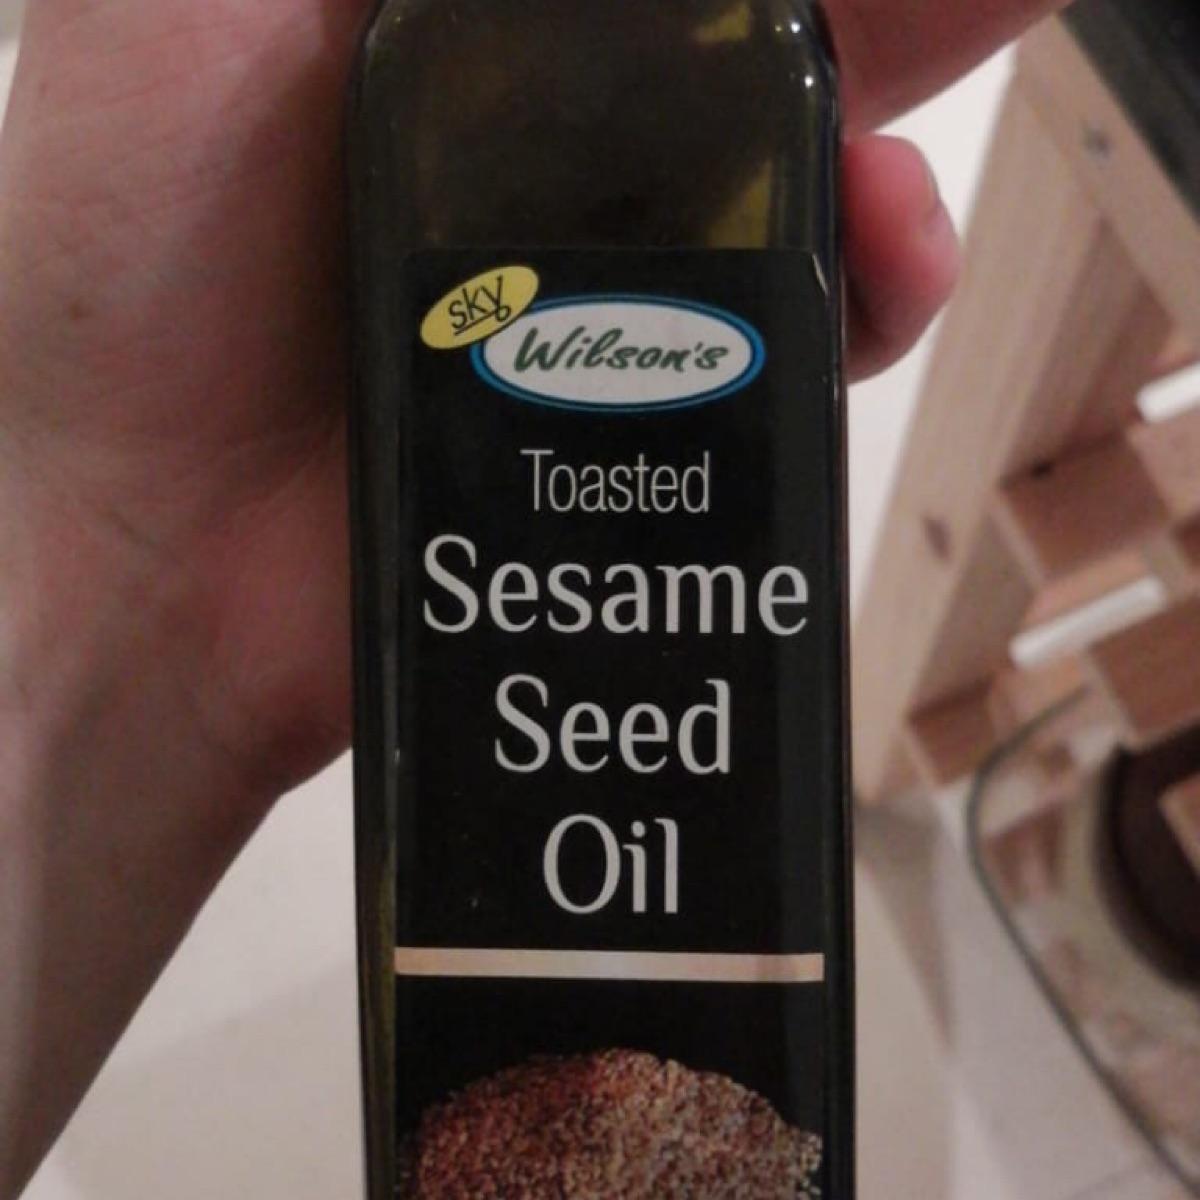 sky
Wilson's
Toasted
Sesame
Seed
Oil